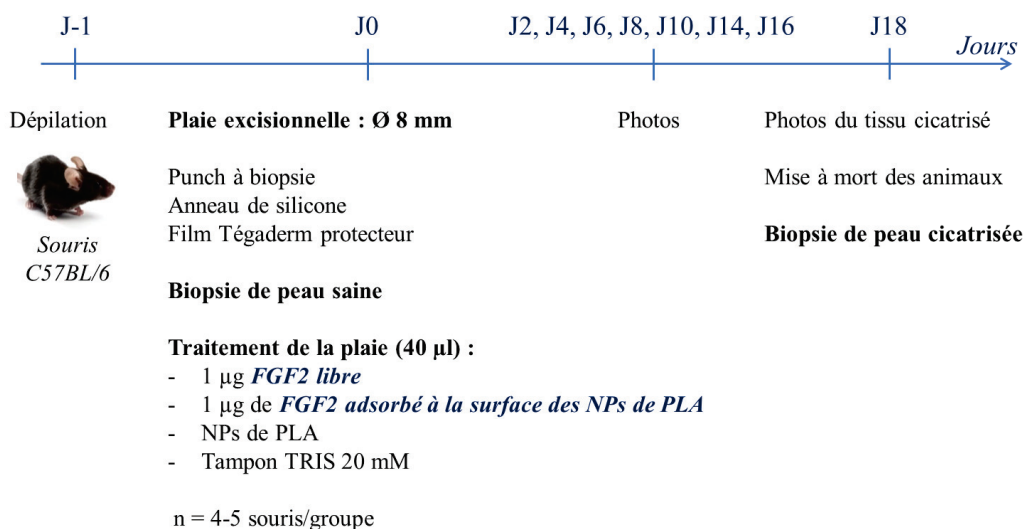 J-1
J0
J2, J4, J6, J8, J10, J14, J16
J18
Jours
Dépilation
Souris
C57BL/6
Plaie excisionnelle : Ø 8 mm
Punch à biopsie
Anneau de silicone
Film Tégaderm protecteur
Biopsie de peau saine
Traitement de la plaie (40 µl) :
- 1 µg FGF2 libre
- 1 µg de FGF2 adsorbé à la surface des NPs de PLA
- NPs de PLA
- Tampon TRIS 20 mM
n = 4-5 souris/groupe
Photos
Photos du tissu cicatrisé
Mise à mort des animaux
Biopsie de peau cicatrisée